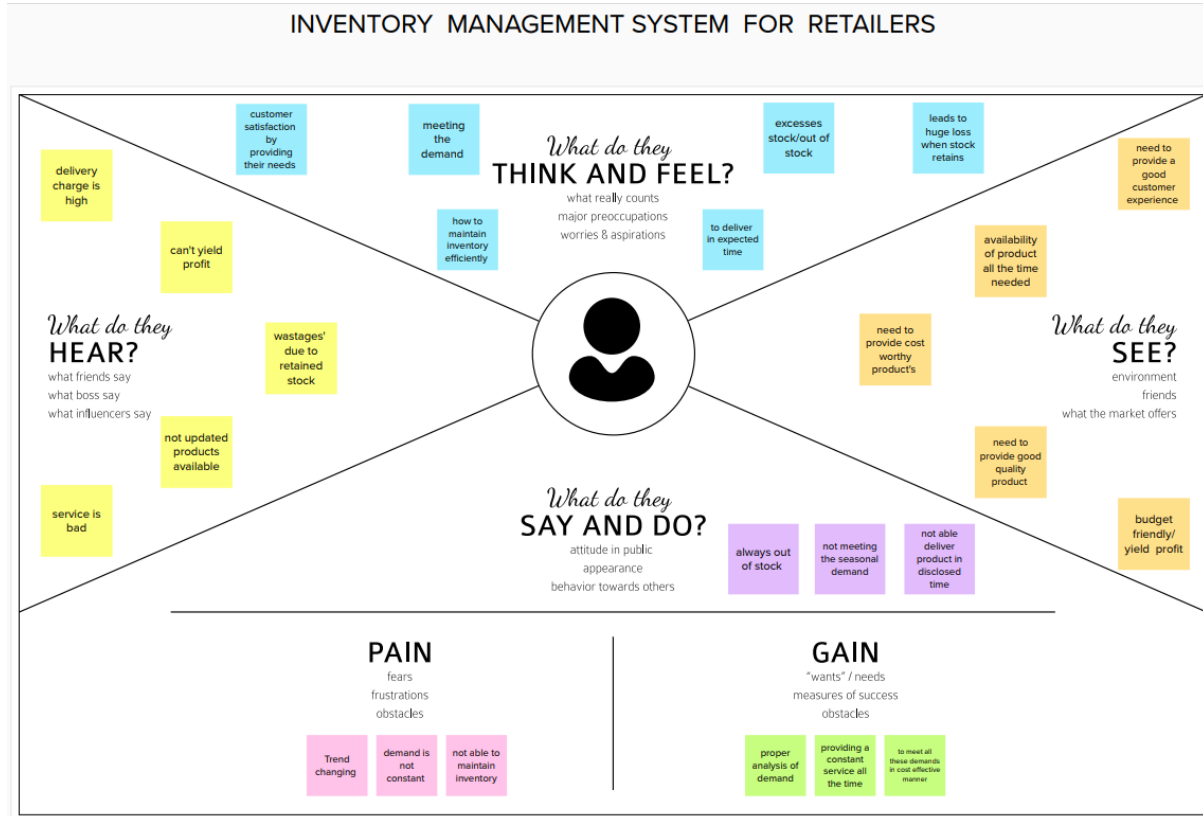 INVENTORY MANAGEMENT SYSTEM FOR RETAILERS
What do they
THINK AND FEEL?
what really counts
major preoccupations
worries & aspirations
customer
satisfaction
by
providing
their needs
meeting
the
demand
excesses
stock/out of
stock
leads to
huge loss
when stock
retains
how to
maintain
inventory
efficiently
to deliver
in expected
time
What do they
HEAR?
what friends say
what boss say
what influencers say
delivery
charge is
high
can't yield
profit
wastages'
due to
retained
stock
not updated
products
available
service is
bad
What do they
SEE?
environment
friends
what the market offers
need to
provide a
good
customer
experience
availability
of product
all the time
needed
need to
provide cost
worthy
product's
need to
provide good
quality
product
budget
friendly/
yield profit
What do they
SAY AND DO?
attitude in public
appearance
behavior towards others
always out
of stock
not meeting
the seasonal
demand
not able
deliver
product in
disclosed
time
PAIN
fears
frustrations
obstacles
Trend
changing
demand is
not
constant
not able to
maintain
inventory
GAIN
"wants" / needs
measures of success
obstacles
proper
analysis of
demand
providing a
constant
service all
the time
to meet all
these demands
in cost effective
manner